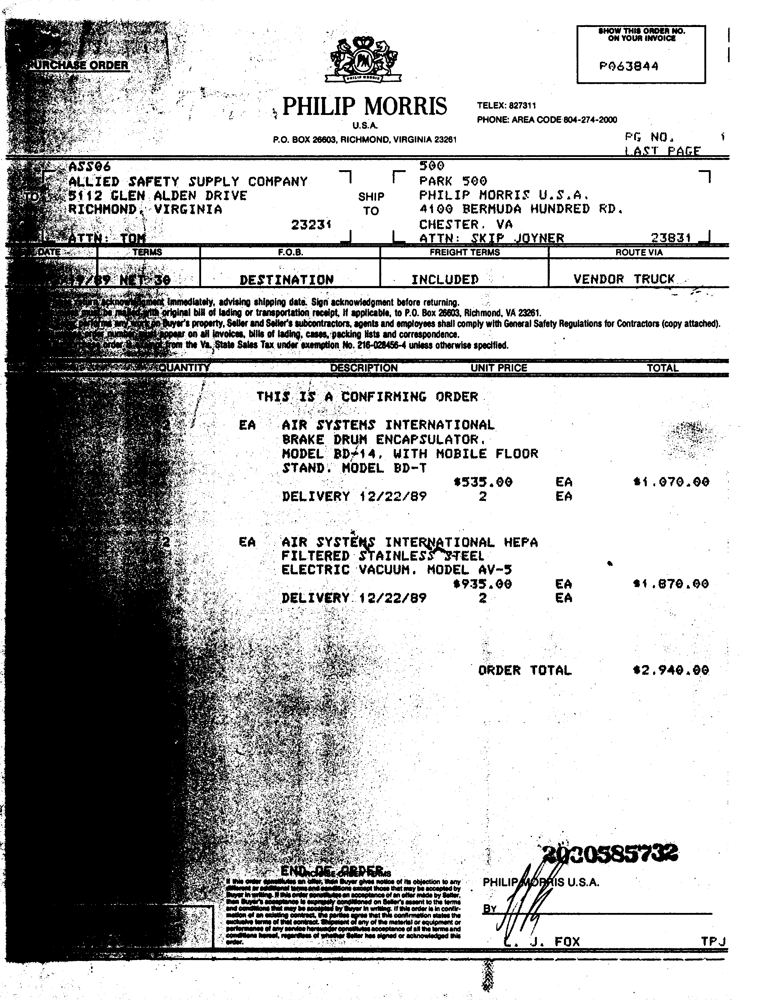 SHOW THIS ORDER NO.
ON YOUR INVOICE
PURCHASE ORDER
P063844
PM
PHILIP MORRIS
PHILIP MORRIS
U.S.A.
TELEX: 827311
PHONE: AREA CODE 804-274-2000
P.O. BOX 26603, RICHMOND, VIRGINIA 23261
PG NO. 1
LAST PAGE
ASS06 500
ALLIED SAFETY SUPPLY COMPANY PARK 500
TO 5112 GLEN ALDEN DRIVE SHIP PHILIP MORRIS U.S.A.
RICHMOND, VIRGINIA TO 4100 BERMUDA HUNDRED RD.
23231 CHESTER, VA
ATTN: TOM ATTN: SKIP JOYNER 23831
DATE TERMS F.O.B. FREIGHT TERMS ROUTE VIA
/89 NET 30 DESTINATION INCLUDED VENDOR TRUCK
return acknowledgment immediately, advising shipping date. Sign acknowledgment before returning.
must be mailed with original bill of lading or transportation receipt, if applicable, to P.O. Box 26603, Richmond, VA 23261.
performs any work on Buyer's property, Seller and Seller's subcontractors, agents and employees shall comply with General Safety Regulations for Contractors (copy attached).
order number must appear on all invoices, bills of lading, cases, packing lists and correspondence.
order is exempt from the Va. State Sales Tax under exemption No. 216-028456-4 unless otherwise specified.
QUANTITY DESCRIPTION UNIT PRICE TOTAL
THIS IS A CONFIRMING ORDER
EA AIR SYSTEMS INTERNATIONAL
BRAKE DRUM ENCAPSULATOR.
MODEL BD-14, WITH MOBILE FLOOR
STAND. MODEL BD-T
$535.00 EA $1,070.00
DELIVERY 12/22/89 2 EA
2 EA AIR SYSTEMS INTERNATIONAL HEPA
FILTERED STAINLESS STEEL
ELECTRIC VACUUM. MODEL AV-5
$935.00 EA $1,870.00
DELIVERY 12/22/89 2 EA
ORDER TOTAL $2,940.00
2030585732
END OF ORDER
If this order constitutes an offer, then Buyer gives notice of its objection to any
different or additional terms and conditions except those that may be accepted by
Buyer in writing. If this order constitutes an acceptance of an offer made by Seller,
then Buyer's acceptance is expressly conditioned on Seller's assent to the terms
and conditions that may be accepted by Buyer in writing. If this order is in confir-
mation of an existing contract, the parties agree that this confirmation states the
exclusive terms of that contract. Shipment of any of the material or equipment or
performance of any service hereunder constitutes acceptance of all the terms and
conditions hereof, regardless of whether Seller has signed or acknowledged this
order.
PHILIP MORRIS U.S.A.
BY
L. J. FOX TPJ